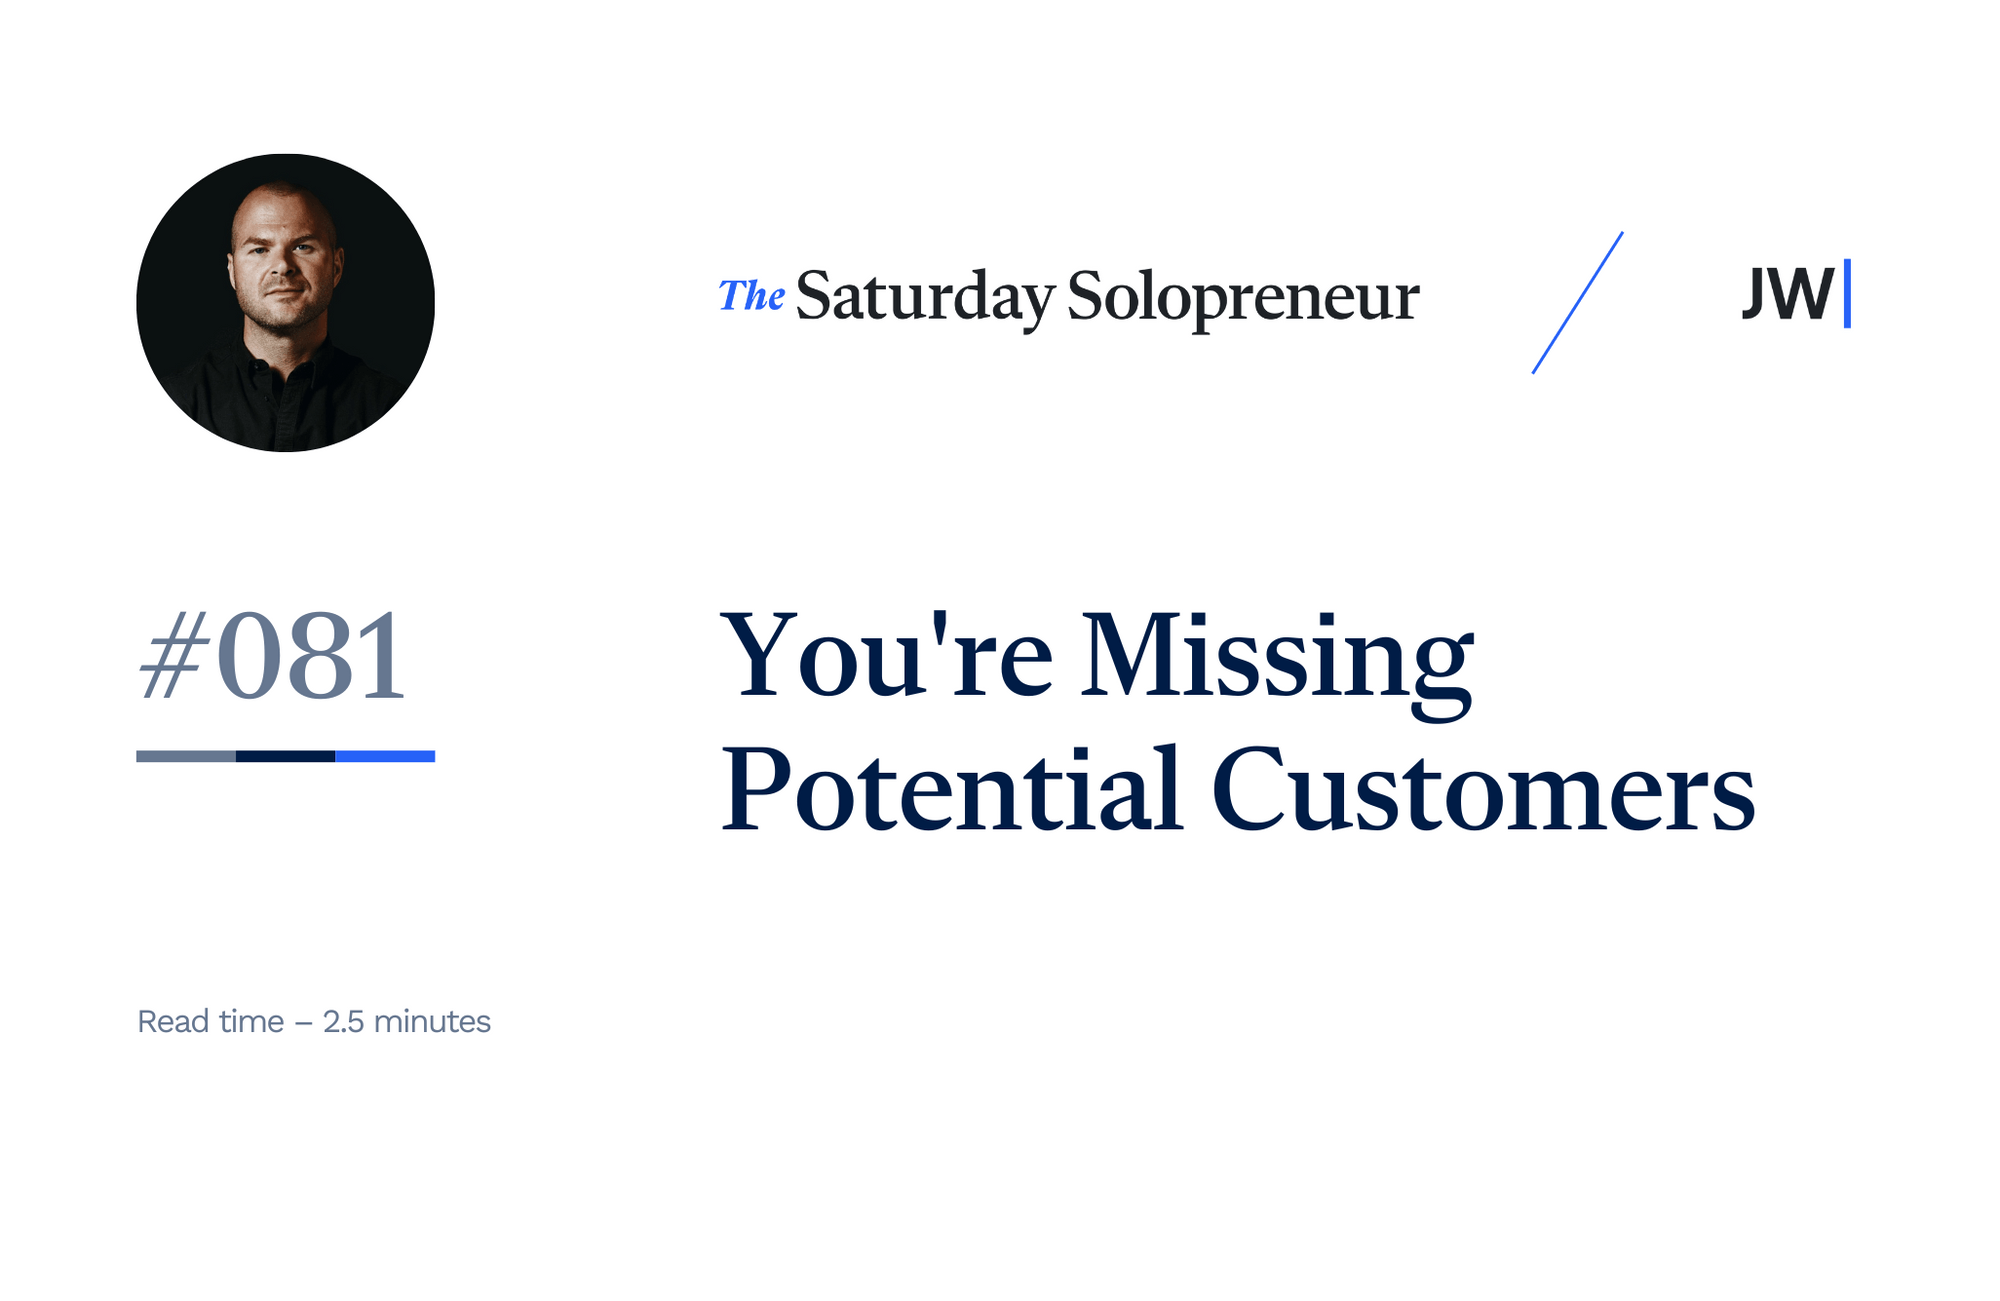 The Saturday Solopreneur
JW|
#081
You're Missing
Potential Customers
Read time – 2.5 minutes